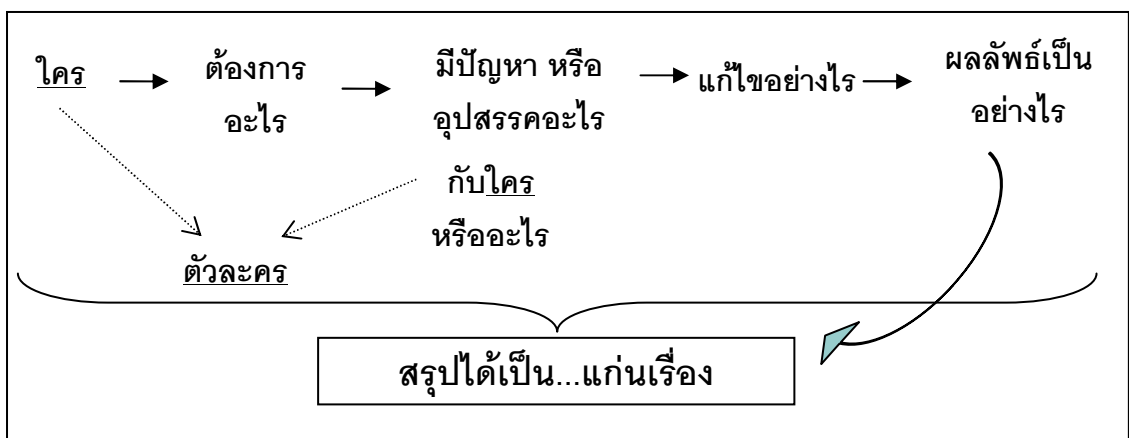 ใคร
ต้องการ
อะไร
มีปัญหา หรือ
อุปสรรคอะไร
กับใคร
หรืออะไร
แก้ไขอย่างไร
ผลลัพธ์เป็น
อย่างไร
ตัวละคร
สรุปได้เป็น...แก่นเรื่อง